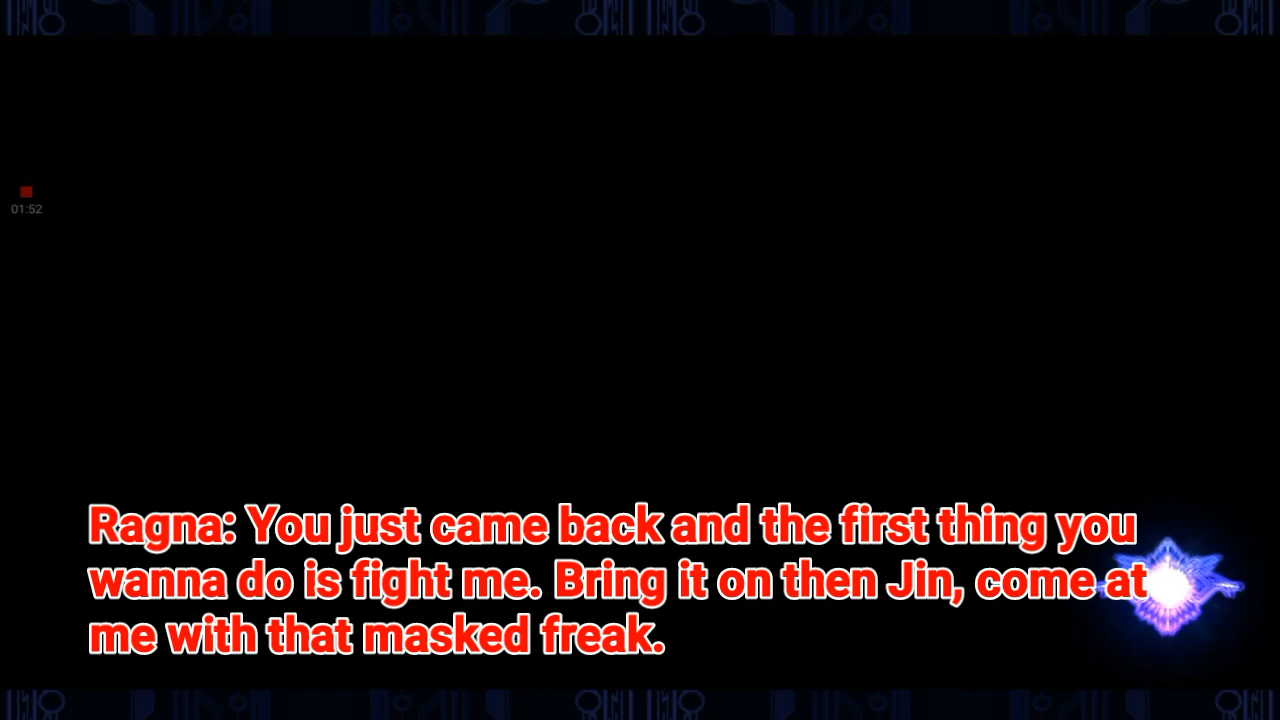 01:52
Ragna: You just came back and the first thing you
wanna do is fight me. Bring it on then Jin, come at
me with that masked freak.